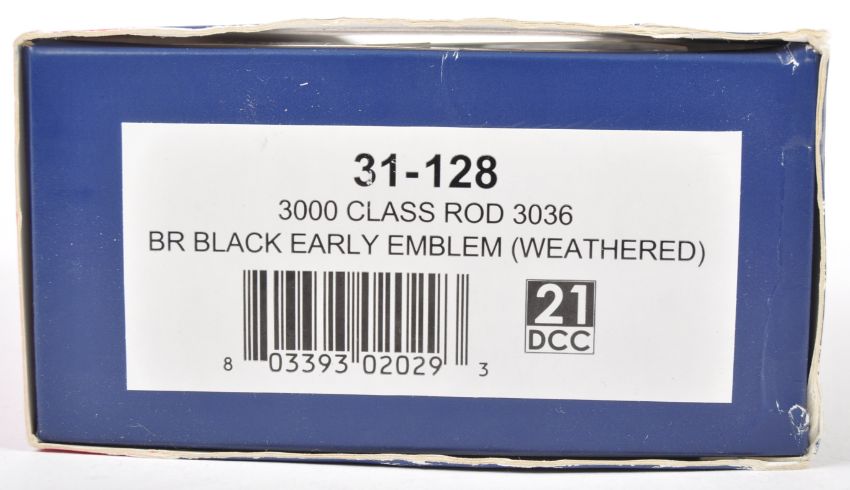 31-128
3000 CLASS ROD 3036
BR BLACK EARLY EMBLEM (WEATHERED)
21
DCC
8 03393 02029 3